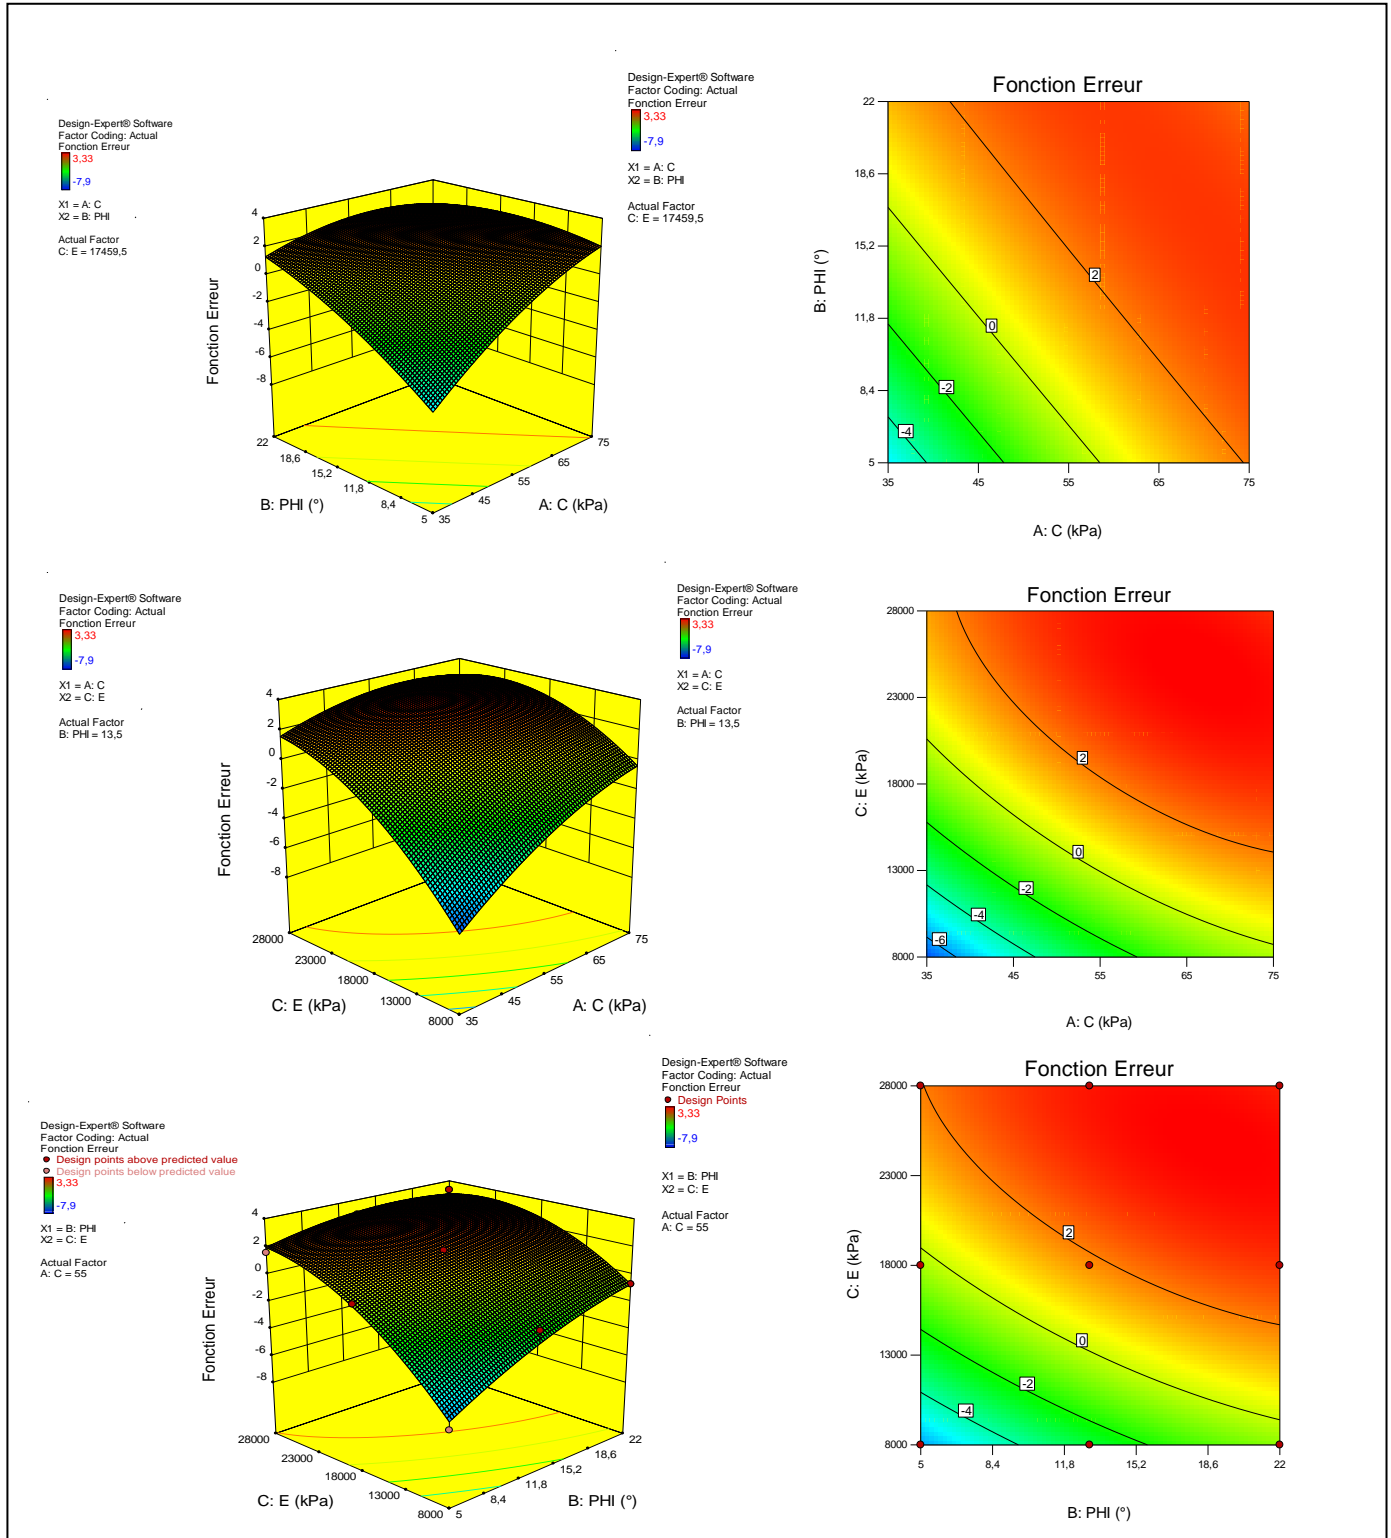 Design-Expert® Software
Factor Coding: Actual
Fonction Erreur
3,33
-7,9
X1 = A: C
X2 = B: PHI
Actual Factor
C: E = 17459,5
4
2
0
-2
-4
-6
-8
Fonction Erreur
22
18,6
15,2
11,8
8,4
5
35
45
55
65
75
B: PHI (°)
A: C (kPa)
Design-Expert® Software
Factor Coding: Actual
Fonction Erreur
3,33
-7,9
X1 = A: C
X2 = B: PHI
Actual Factor
C: E = 17459,5
Fonction Erreur
22
18,6
15,2
11,8
8,4
5
B: PHI (°)
2
0
-2
-4
35
45
55
65
75
A: C (kPa)
Design-Expert® Software
Factor Coding: Actual
Fonction Erreur
3,33
-7,9
X1 = A: C
X2 = C: E
Actual Factor
B: PHI = 13,5
4
2
0
-2
-4
-6
-8
Fonction Erreur
28000
23000
18000
13000
8000
35
45
55
65
75
C: E (kPa)
A: C (kPa)
Design-Expert® Software
Factor Coding: Actual
Fonction Erreur
3,33
-7,9
X1 = A: C
X2 = C: E
Actual Factor
B: PHI = 13,5
Fonction Erreur
28000
23000
18000
13000
8000
C: E (kPa)
2
0
-2
-4
-6
35
45
55
65
75
A: C (kPa)
Design-Expert® Software
Factor Coding: Actual
Fonction Erreur
Design points above predicted value
Design points below predicted value
3,33
-7,9
X1 = B: PHI
X2 = C: E
Actual Factor
A: C = 55
4
2
0
-2
-4
-6
-8
Fonction Erreur
28000
23000
18000
13000
8000
5
8,4
11,8
15,2
18,6
22
C: E (kPa)
B: PHI (°)
Design-Expert® Software
Factor Coding: Actual
Fonction Erreur
Design Points
3,33
-7,9
X1 = B: PHI
X2 = C: E
Actual Factor
A: C = 55
Fonction Erreur
28000
23000
18000
13000
8000
C: E (kPa)
2
0
-2
-4
5
8,4
11,8
15,2
18,6
22
B: PHI (°)